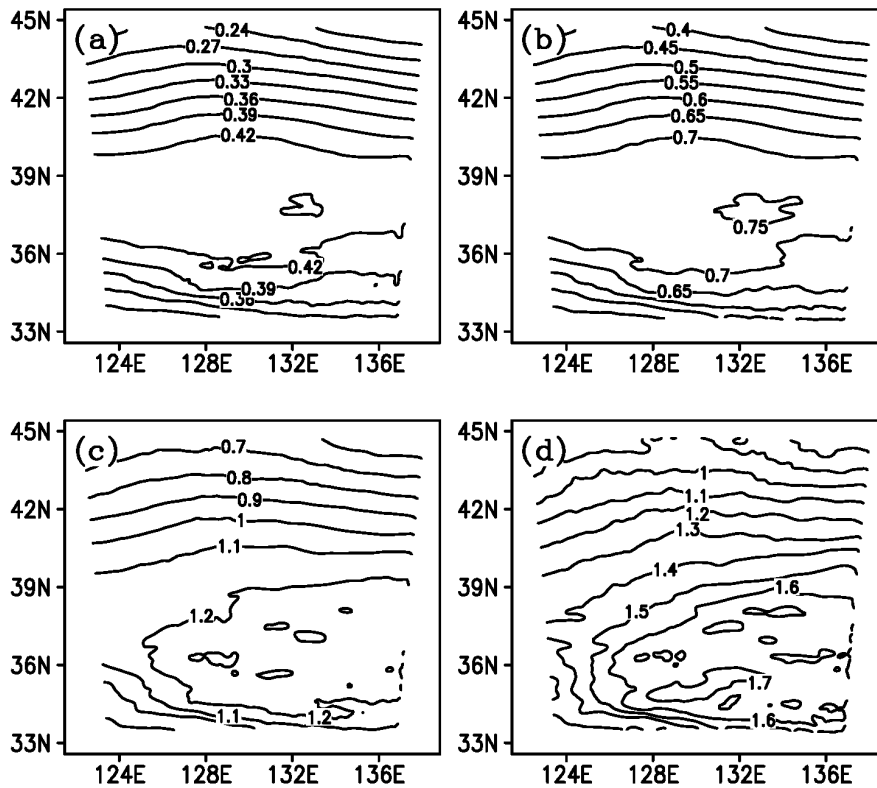 45N
42N
39N
36N
33N
(a)
0.24
0.27
0.3
0.33
0.36
0.39
0.42
0.42
0.39
0.36
124E 128E 132E 136E
45N
42N
39N
36N
33N
(b)
0.4
0.45
0.5
0.55
0.6
0.65
0.7
0.75
0.7
0.65
124E 128E 132E 136E
45N
42N
39N
36N
33N
(c)
0.7
0.8
0.9
1
1.1
1.2
1.1
1.2
124E 128E 132E 136E
45N
42N
39N
36N
33N
(d)
1
1.1
1.2
1.3
1.4
1.6
1.5
1.7
1.6
124E 128E 132E 136E